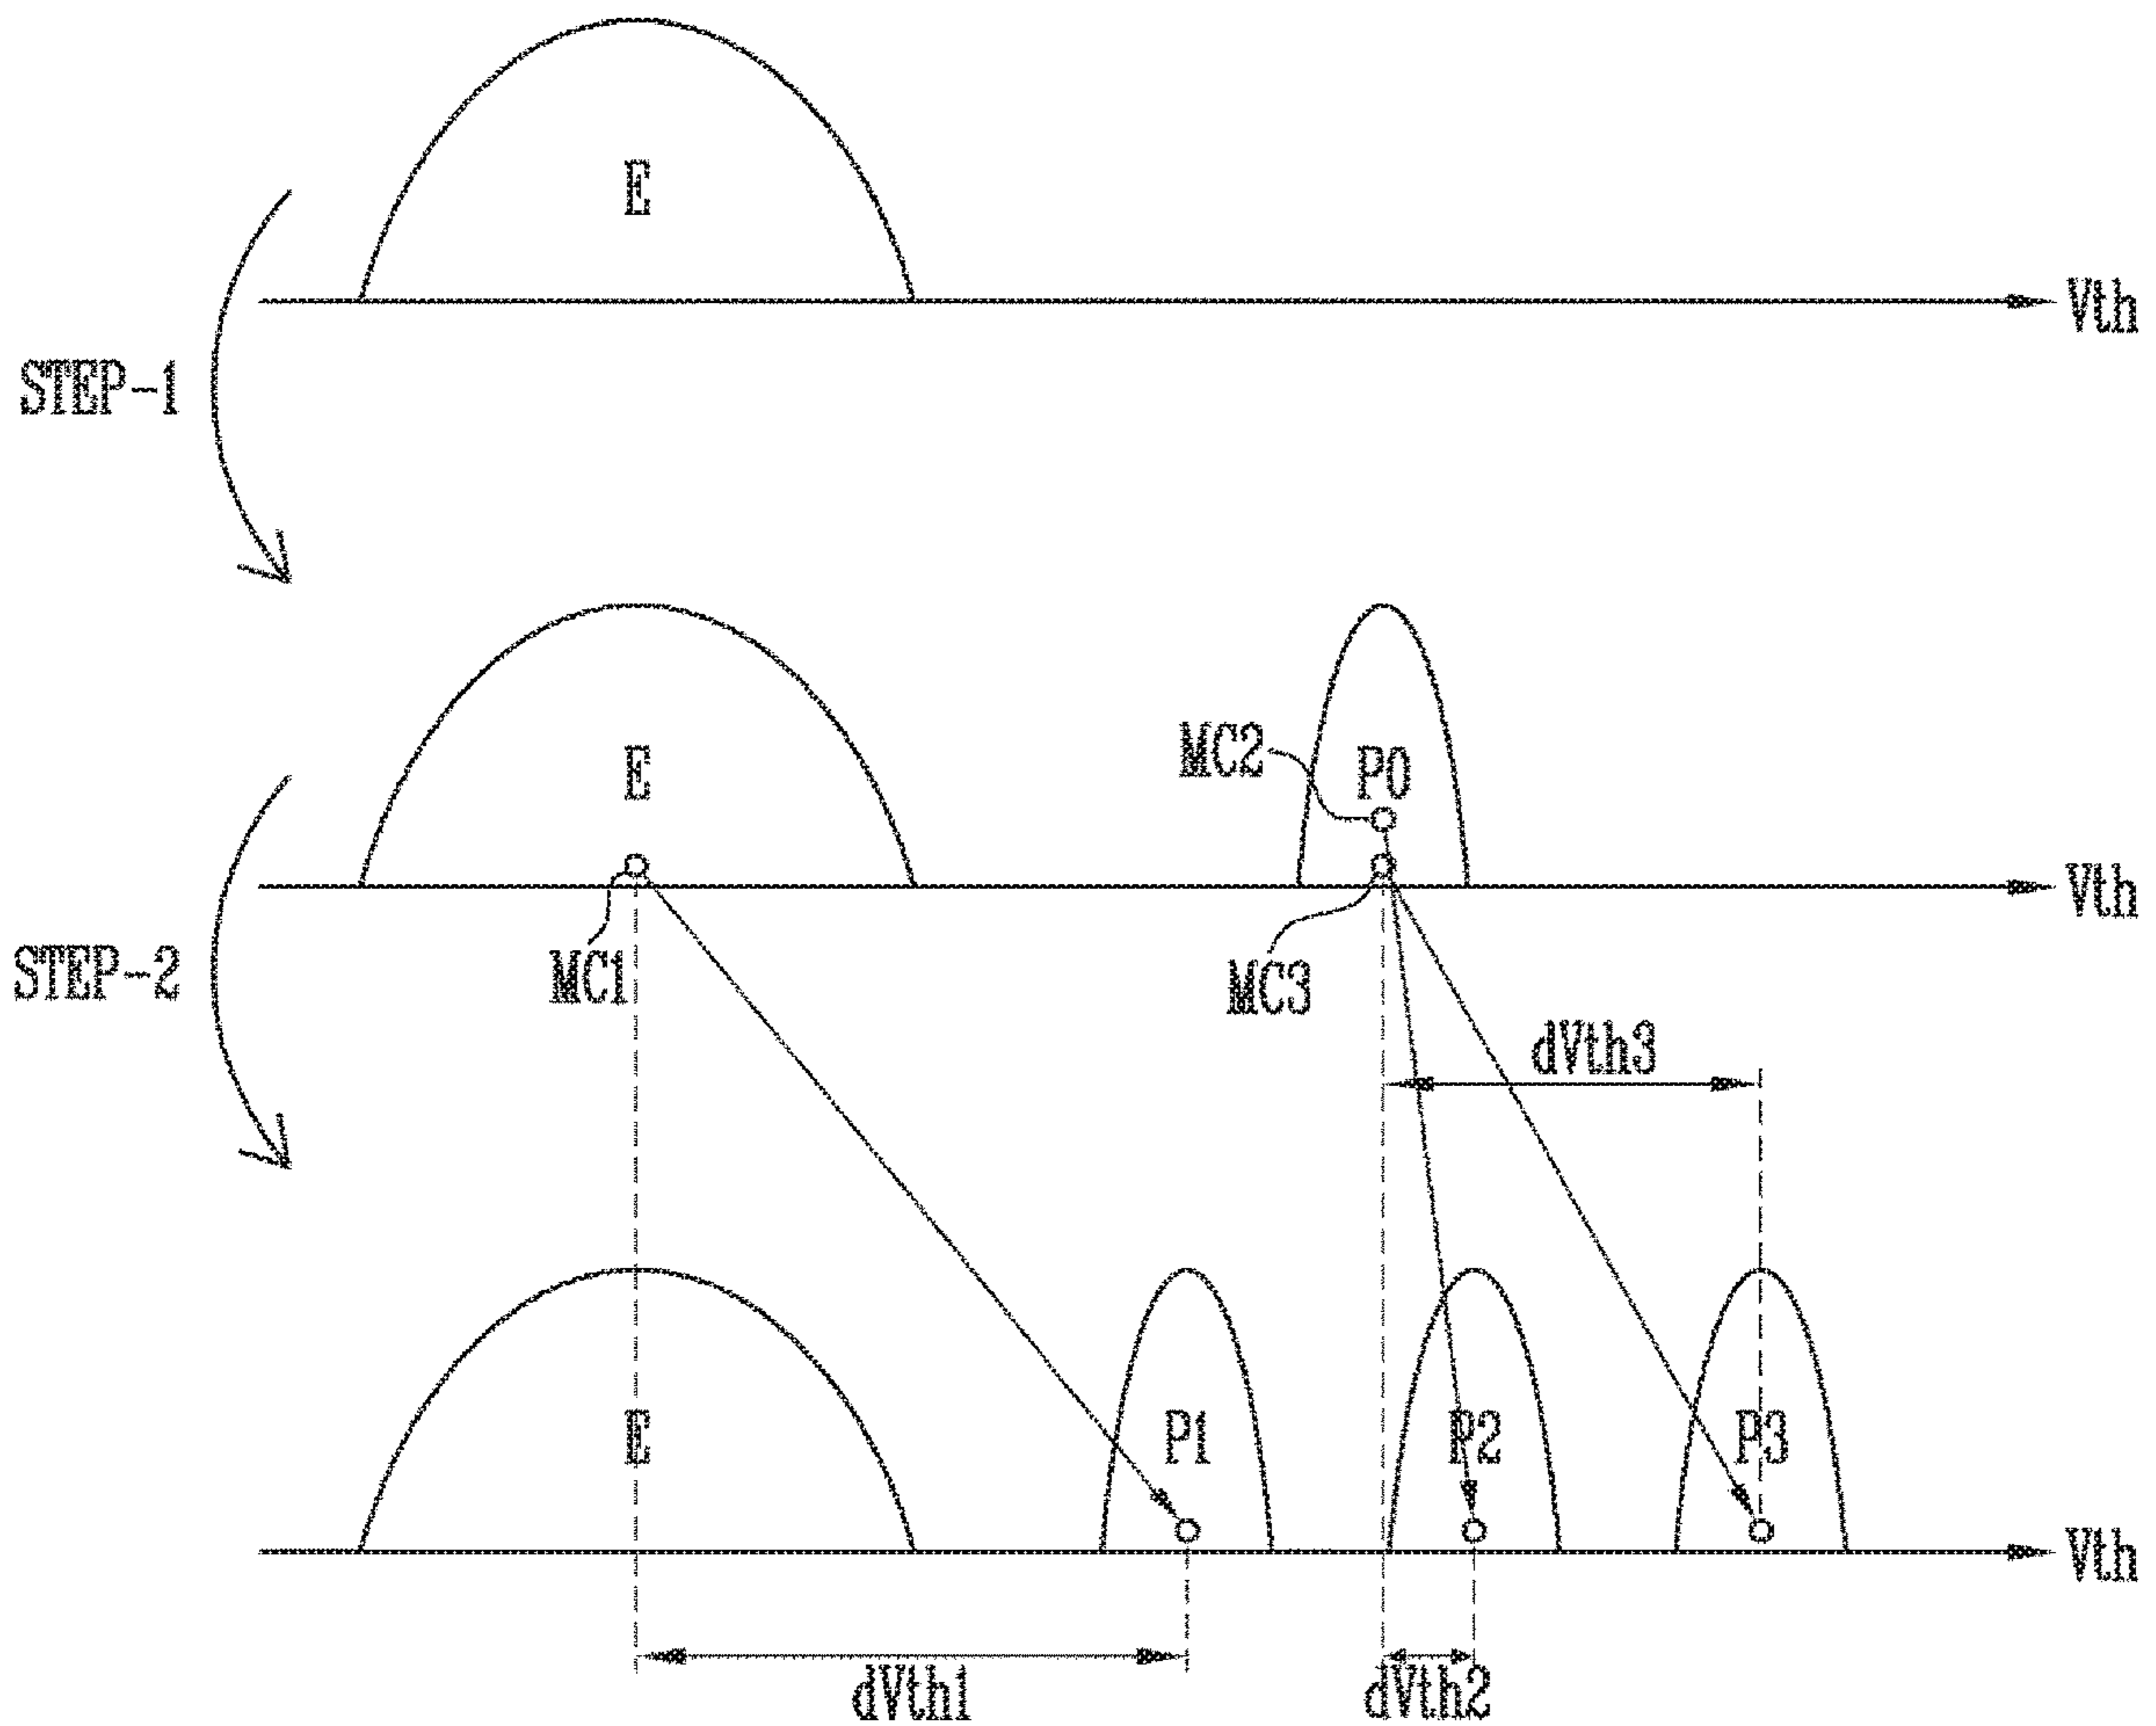 E
Vth
STEP-1
MC2
E
P0
Vth
STEP-2
MC1
MC3
dVth3
E
P1
P2
P3
Vth
dVth1
dVth2